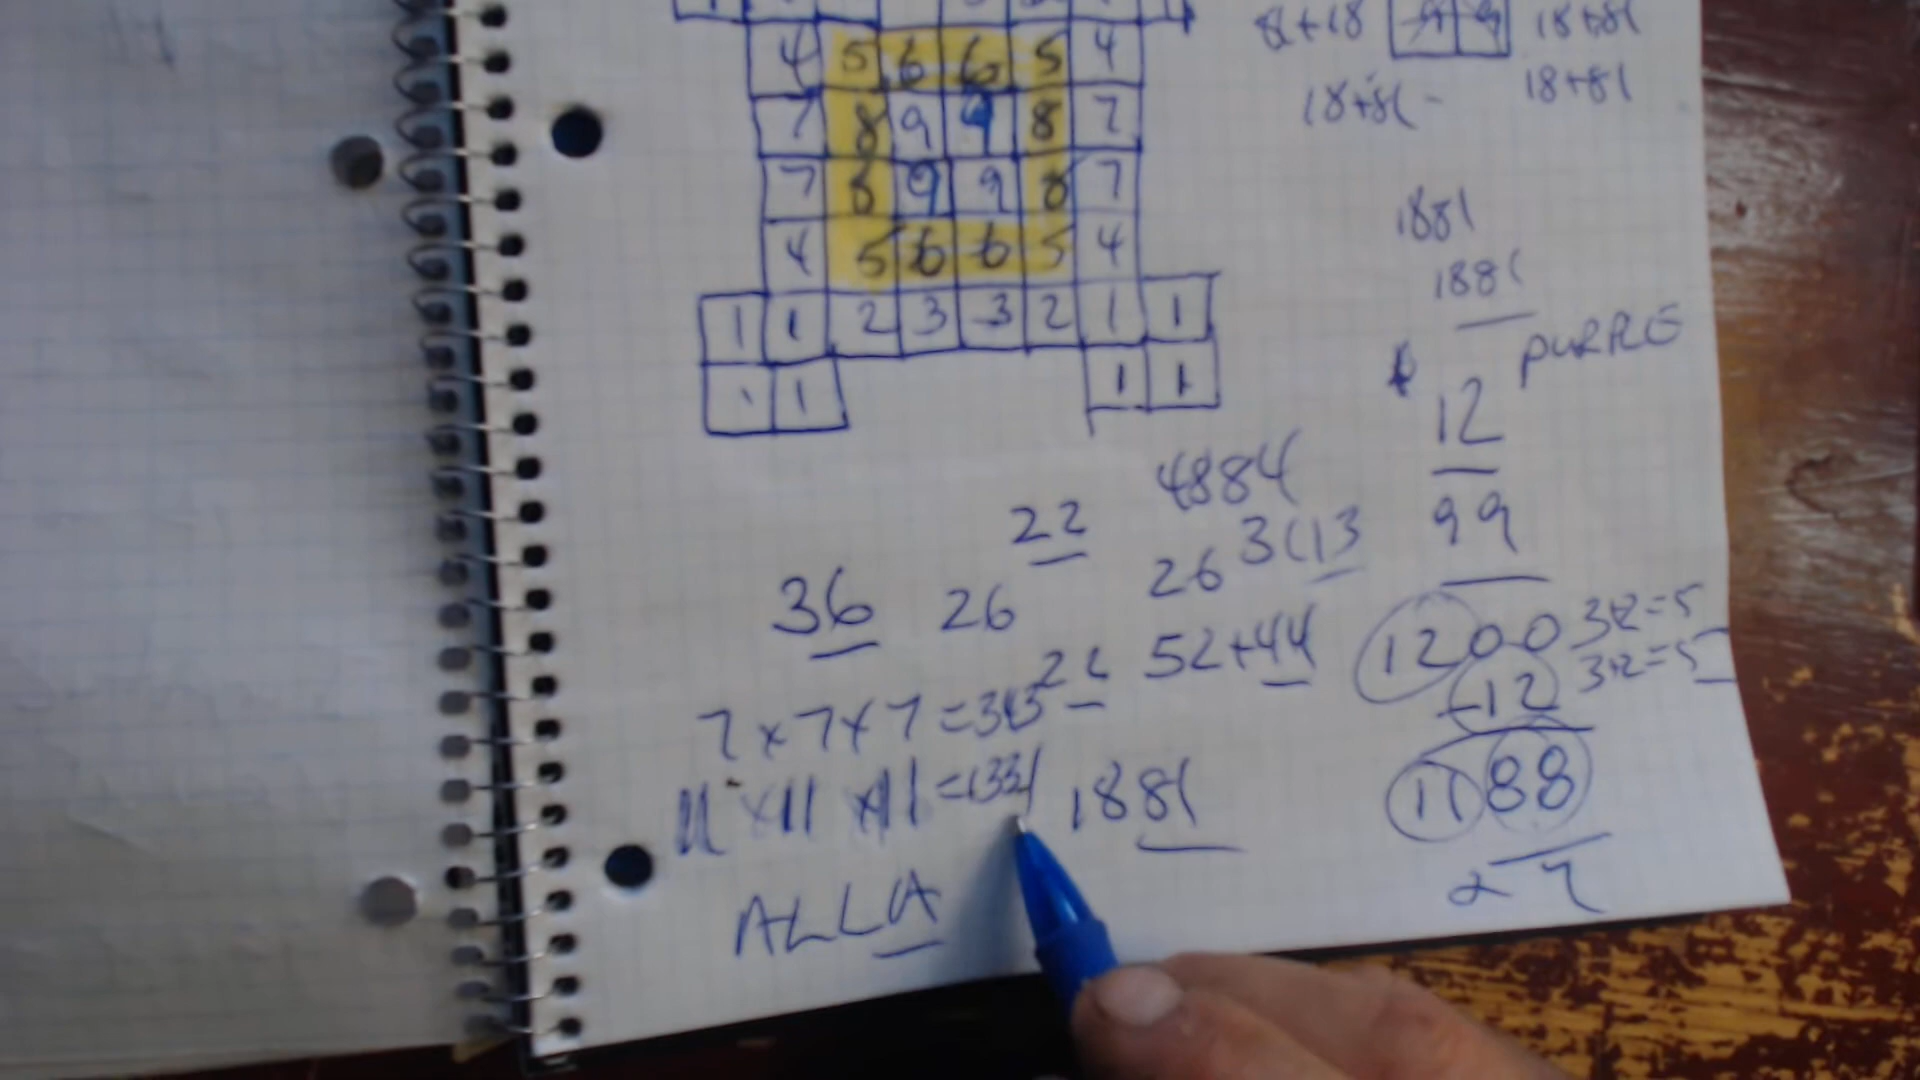 4 5 6 6 5 4
7 8 9 9 8 7
7 8 9 9 8 7
4 5 6 6 5 4
1 1 2 3 3 2 1 1
1 1 1 1
18+81
18+81
18+81 -
1881
1881
PURPLE
12
99
4884
22
3113
36 26
26
52+44
1200
3+2=5
3+2=5
-12
7×7×7=343
11×11×11=1331
1881
1188
27
ALLA